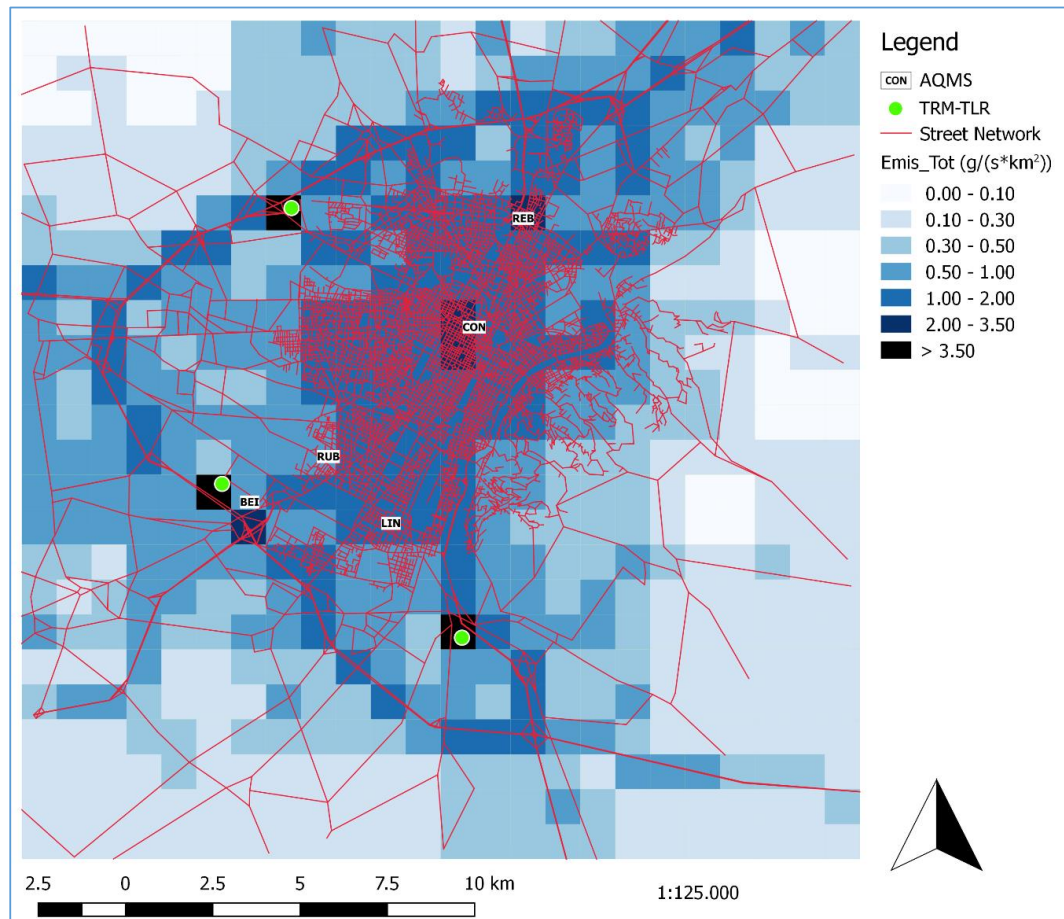 Legend
CON AQMS
TRM-TLR
Street Network
Emis_Tot (g/(s*km²))
0.00 - 0.10
0.10 - 0.30
0.30 - 0.50
0.50 - 1.00
1.00 - 2.00
2.00 - 3.50
> 3.50
REB
CON
RUB
BEI
LIN
2.5 0 2.5 5 7.5 10 km
1:125.000